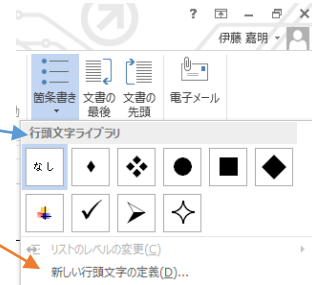 ?
伊藤 嘉明
箇条書き 文書の最後 文書の先頭 電子メール
行頭文字ライブラリ
なし
リストのレベルの変更(C)
新しい行頭文字の定義(D)...